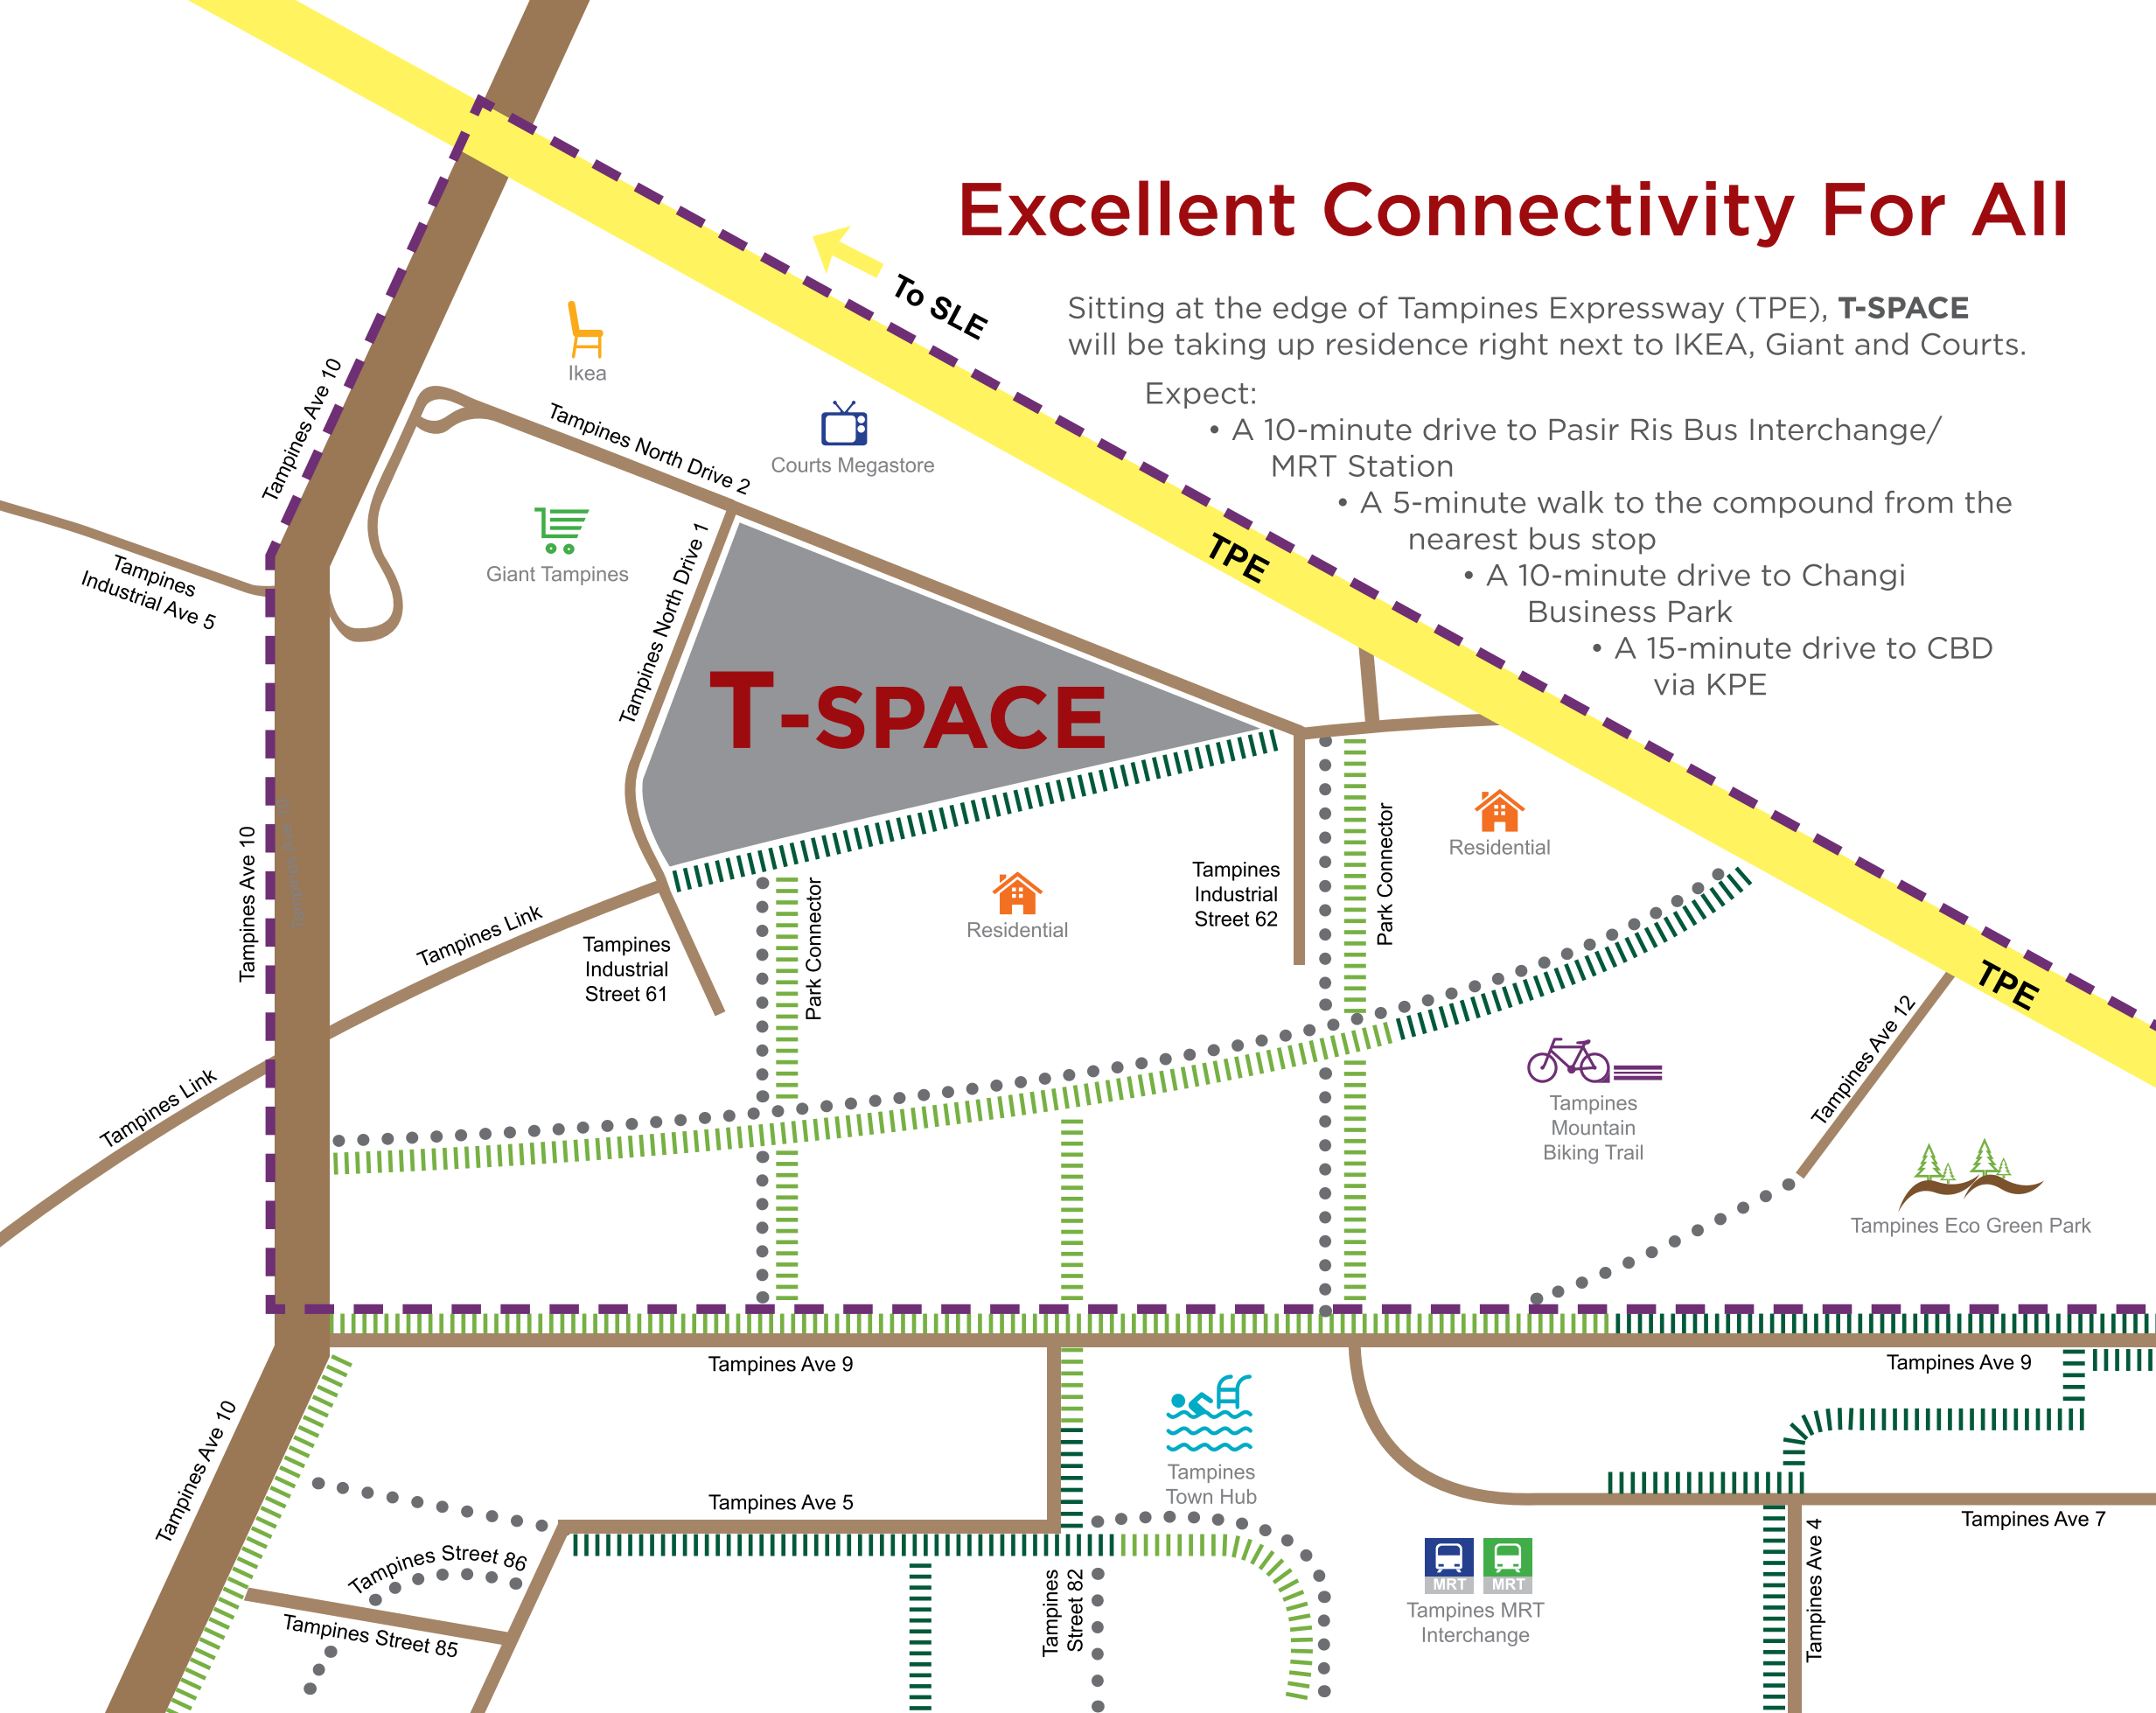 Excellent Connectivity For All
Sitting at the edge of Tampines Expressway (TPE), T-SPACE
will be taking up residence right next to IKEA, Giant and Courts.
Expect:
• A 10-minute drive to Pasir Ris Bus Interchange/
MRT Station
• A 5-minute walk to the compound from the
nearest bus stop
• A 10-minute drive to Changi
Business Park
• A 15-minute drive to CBD
via KPE
To SLE
TPE
TPE
Ikea
Courts Megastore
Tampines North Drive 2
Tampines Ave 10
Giant Tampines
Tampines North Drive 1
Tampines
Industrial Ave 5
T-SPACE
Tampines Ave 10
Tampines Link
Tampines Link
Tampines
Industrial
Street 61
Park Connector
Residential
Tampines
Industrial
Street 62
Park Connector
Residential
Tampines
Mountain
Biking Trail
Tampines Ave 12
Tampines Eco Green Park
Tampines Ave 9
Tampines Ave 9
Tampines Ave 10
Tampines Ave 5
Tampines
Town Hub
Tampines Street 86
Tampines Street 85
Tampines
Street 82
MRT
MRT
Tampines MRT
Interchange
Tampines Ave 4
Tampines Ave 7